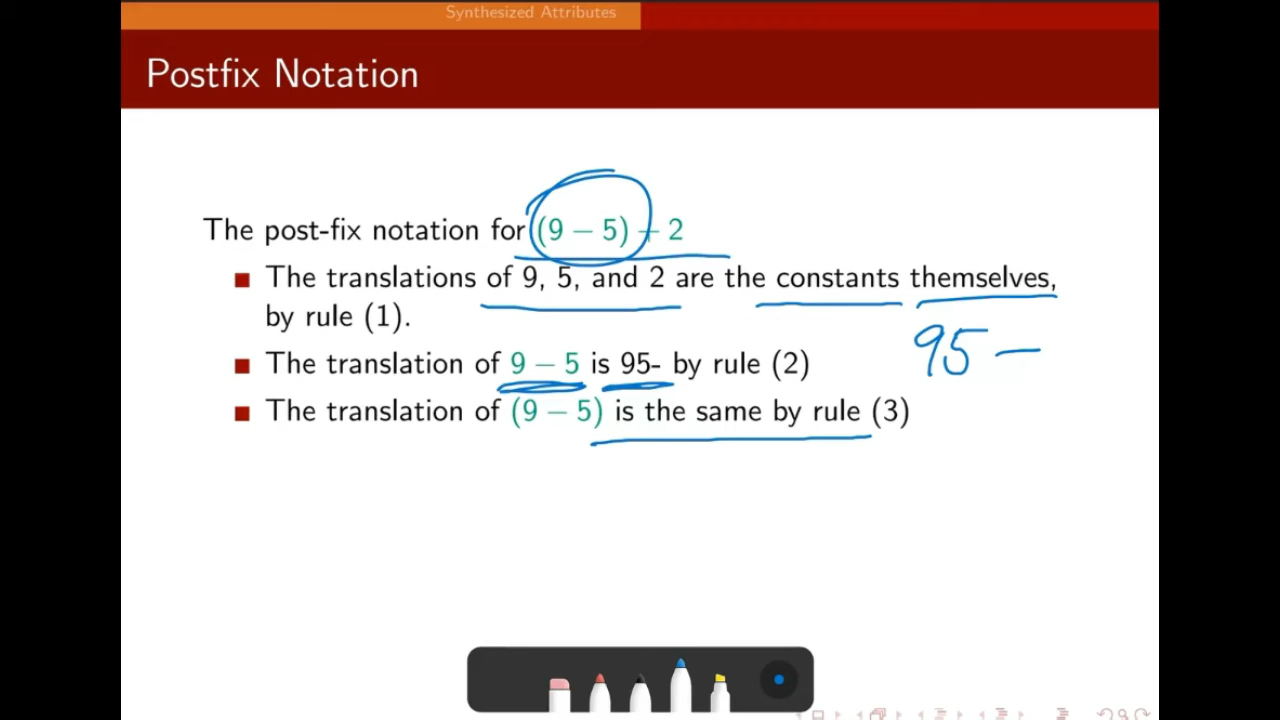 Synthesized Attributes
Postfix Notation
The post-fix notation for (9 − 5) + 2
The translations of 9, 5, and 2 are the constants themselves,
by rule (1).
The translation of 9 − 5 is 95- by rule (2)
95 −
The translation of (9 − 5) is the same by rule (3)